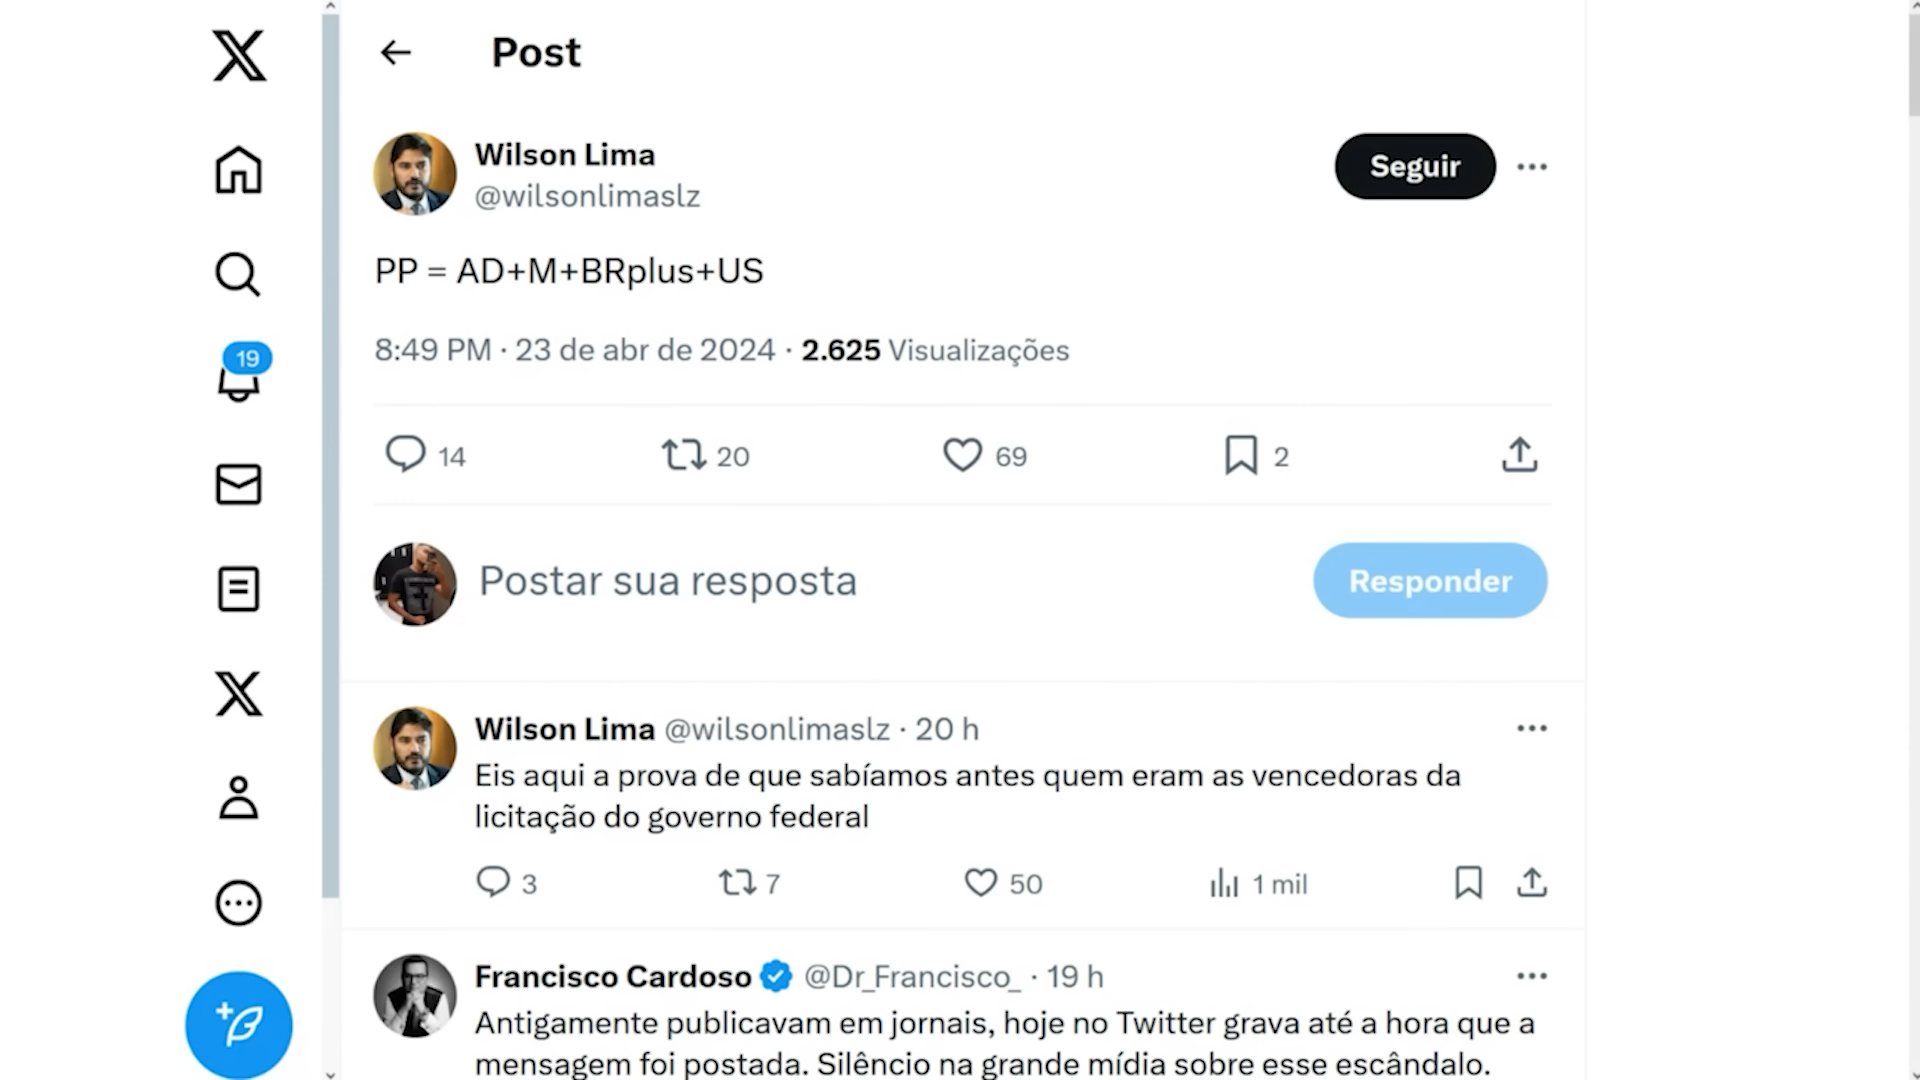 Post
Wilson Lima
@wilsonlimaslz
Seguir
PP = AD+M+BRplus+US
8:49 PM · 23 de abr de 2024 · 2.625 Visualizações
14 20 69 2
19
Postar sua resposta
Responder
Wilson Lima @wilsonlimaslz · 20 h
Eis aqui a prova de que sabíamos antes quem eram as vencedoras da
licitação do governo federal
3 7 50 1 mil
Francisco Cardoso @Dr_Francisco_ · 19 h
Antigamente publicavam em jornais, hoje no Twitter grava até a hora que a
mensagem foi postada. Silêncio na grande mídia sobre esse escândalo.